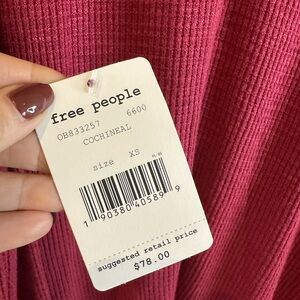 free people
OB833257 6600
COCHINEAL
size XS
1 90380 40589 9
suggested retail price
$78.00